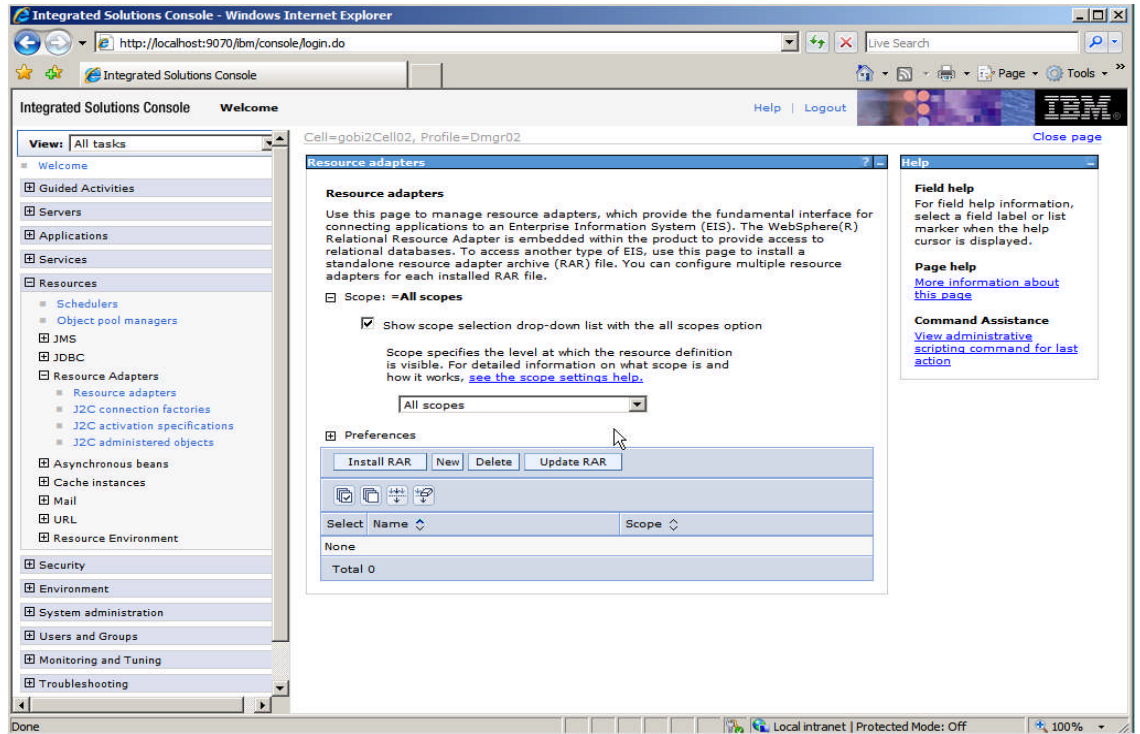 Integrated Solutions Console - Windows Internet Explorer
http://localhost:9070/ibm/console/login.do
Live Search
Integrated Solutions Console
Page
Tools
Integrated Solutions Console Welcome
Help | Logout
IBM®
View: All tasks
Welcome
Guided Activities
Servers
Applications
Services
Resources
Schedulers
Object pool managers
JMS
JDBC
Resource Adapters
Resource adapters
J2C connection factories
J2C activation specifications
J2C administered objects
Asynchronous beans
Cache instances
Mail
URL
Resource Environment
Security
Environment
System administration
Users and Groups
Monitoring and Tuning
Troubleshooting
Cell=gobi2Cell02, Profile=Dmgr02
Close page
Resource adapters
Resource adapters
Use this page to manage resource adapters, which provide the fundamental interface for
connecting applications to an Enterprise Information System (EIS). The WebSphere(R)
Relational Resource Adapter is embedded within the product to provide access to
relational databases. To access another type of EIS, use this page to install a
standalone resource adapter archive (RAR) file. You can configure multiple resource
adapters for each installed RAR file.
Scope: =All scopes
Show scope selection drop-down list with the all scopes option
Scope specifies the level at which the resource definition
is visible. For detailed information on what scope is and
how it works, see the scope settings help.
All scopes
Preferences
Install RAR New Delete Update RAR
Select Name Scope
None
Total 0
Help
Field help
For field help information,
select a field label or list
marker when the help
cursor is displayed.
Page help
More information about
this page
Command Assistance
View administrative
scripting command for last
action
Done
Local intranet | Protected Mode: Off
100%